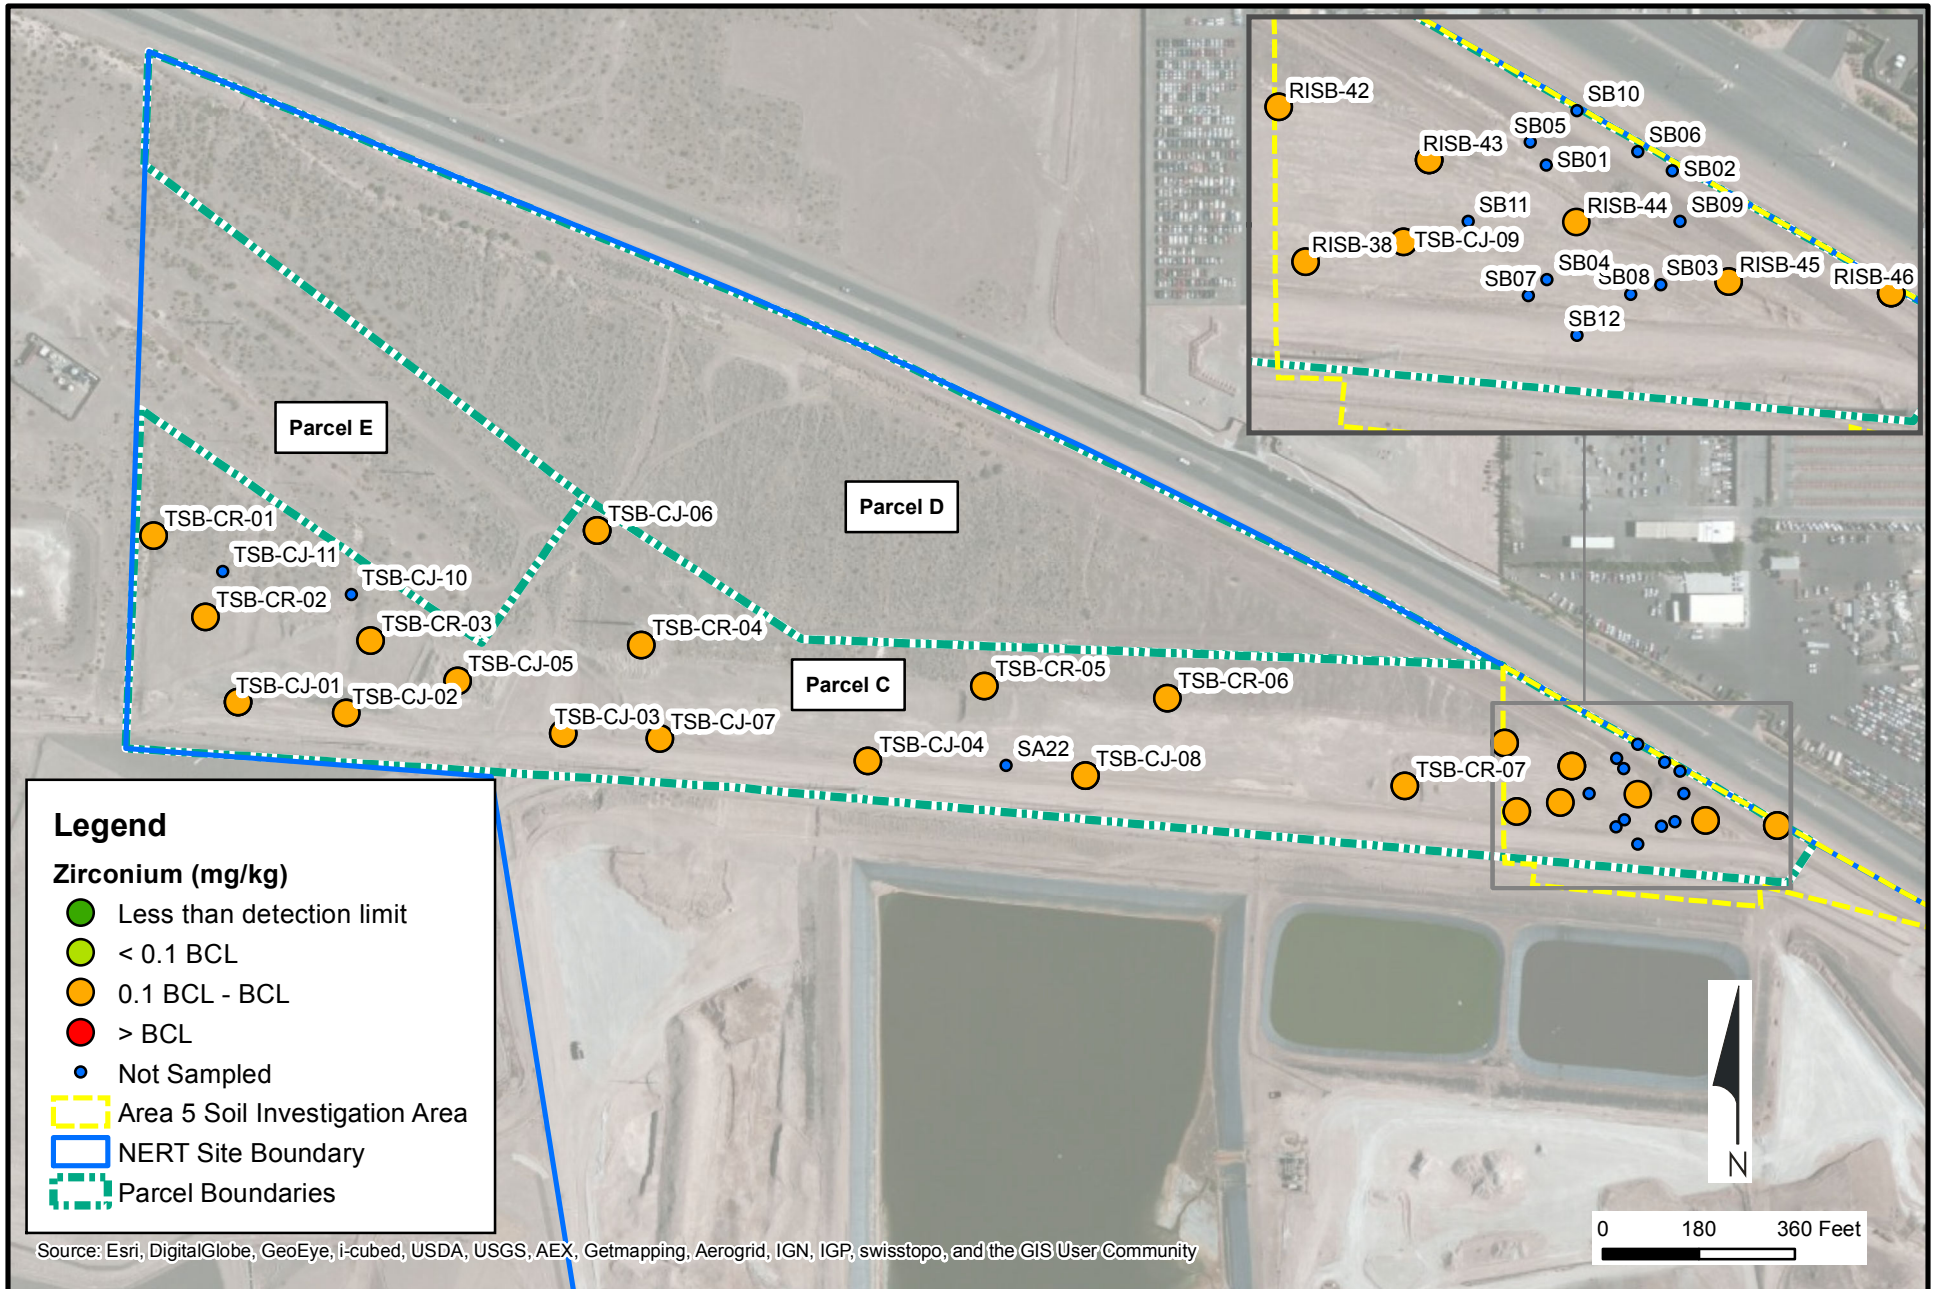 RISB-42
SB10
SB05
SB06
RISB-43
SB01
SB02
SB11
RISB-44
SB09
RISB-38
TSB-CJ-09
SB04
SB07
SB08
SB03
RISB-45
RISB-46
SB12
Parcel E
Parcel D
TSB-CR-01
TSB-CJ-06
TSB-CJ-11
TSB-CJ-10
TSB-CR-02
TSB-CR-03
TSB-CR-04
TSB-CJ-05
TSB-CJ-01
TSB-CJ-02
Parcel C
TSB-CR-05
TSB-CR-06
TSB-CJ-03
TSB-CJ-07
TSB-CJ-04
SA22
TSB-CJ-08
TSB-CR-07
Legend
Zirconium (mg/kg)
Less than detection limit
< 0.1 BCL
0.1 BCL - BCL
> BCL
Not Sampled
Area 5 Soil Investigation Area
NERT Site Boundary
Parcel Boundaries
N
0 180 360 Feet
Source: Esri, DigitalGlobe, GeoEye, i-cubed, USDA, USGS, AEX, Getmapping, Aerogrid, IGN, IGP, swisstopo, and the GIS User Community